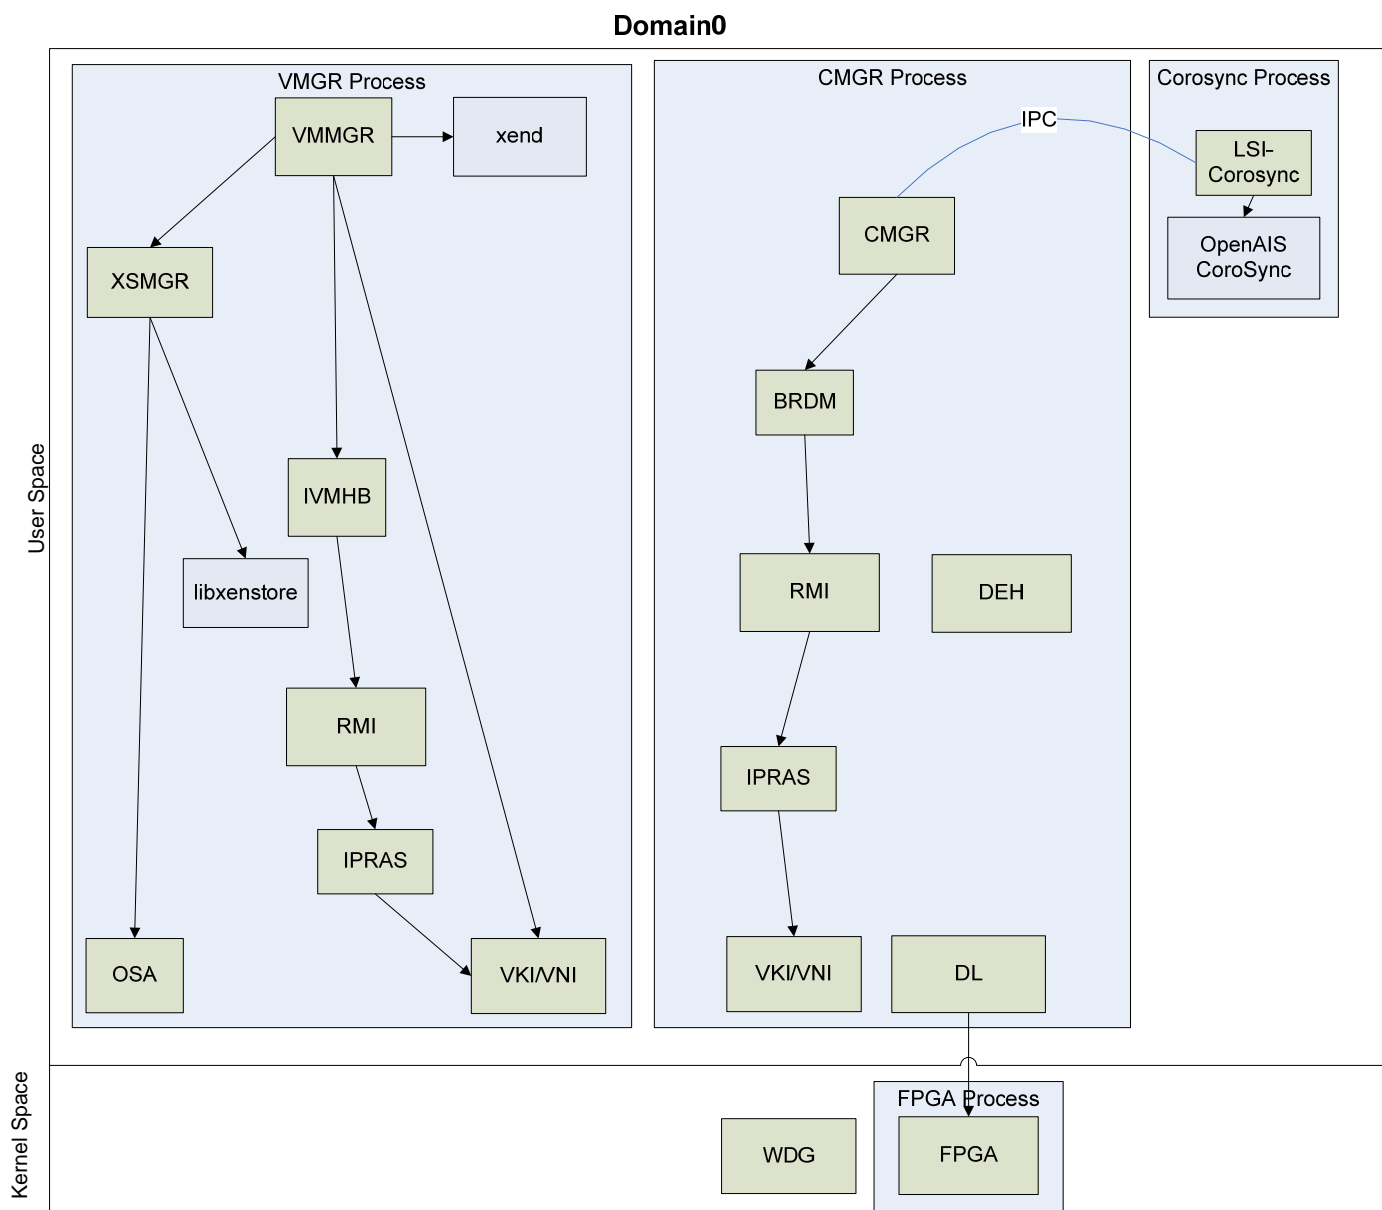 Domain0
User Space
VMGR Process
VMMGR
xend
XSMGR
IVMHB
libxenstore
RMI
IPRAS
OSA
VKI/VNI
CMGR Process
IPC
CMGR
BRDM
RMI
DEH
IPRAS
VKI/VNI
DL
Corosync Process
LSI-
Corosync
OpenAIS
CoroSync
Kernel Space
WDG
FPGA Process
FPGA